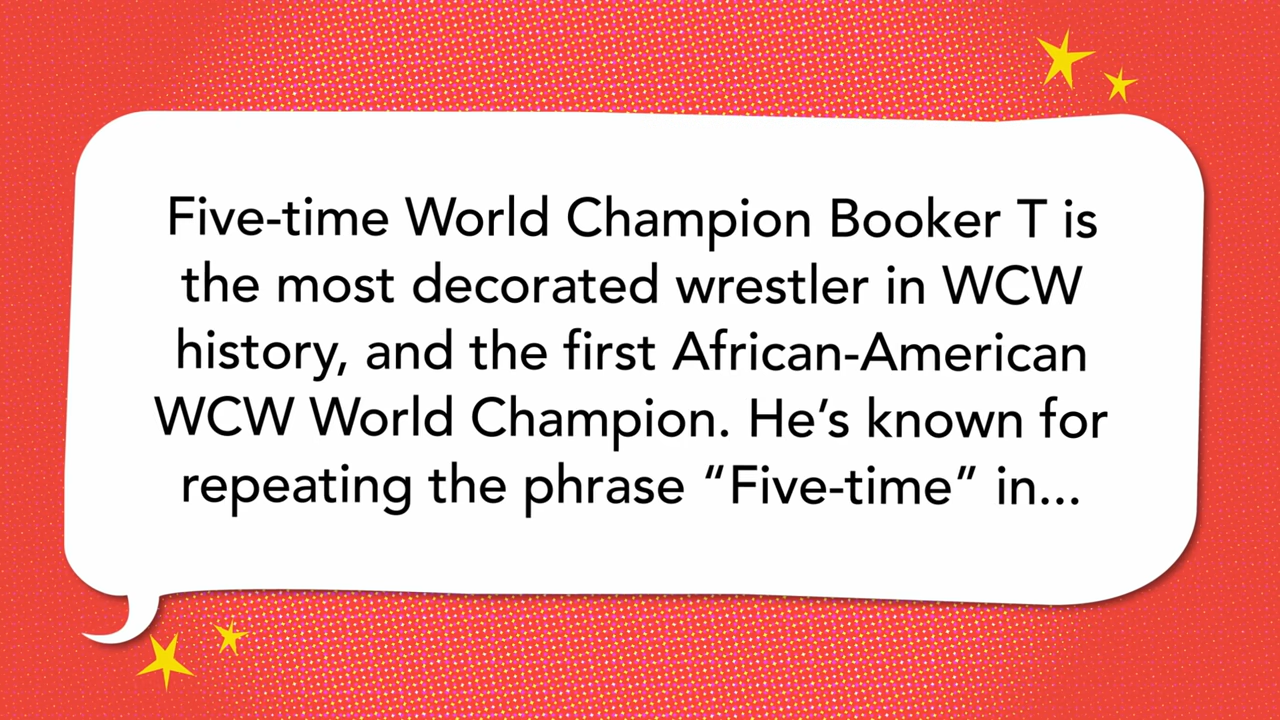 Five-time World Champion Booker T is
the most decorated wrestler in WCW
history, and the first African-American
WCW World Champion. He’s known for
repeating the phrase “Five-time” in...